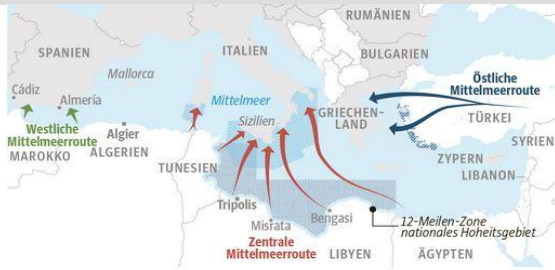 RUMÄNIEN
SPANIEN
ITALIEN
BULGARIEN
Mallorca
Cádiz
Almería
Mittelmeer
Östliche
Mittelmeerroute
Sizilien
GRIECHEN-
LAND
TÜRKEI
Westliche
Mittelmeerroute
Algier
MAROKKO
ALGERIEN
TUNESIEN
SYRIEN
ZYPERN
LIBANON
Tripolis
Misrata
Bengasi
12-Meilen-Zone
nationales Hoheitsgebiet
Zentrale
Mittelmeerroute
LIBYEN
ÄGYPTEN